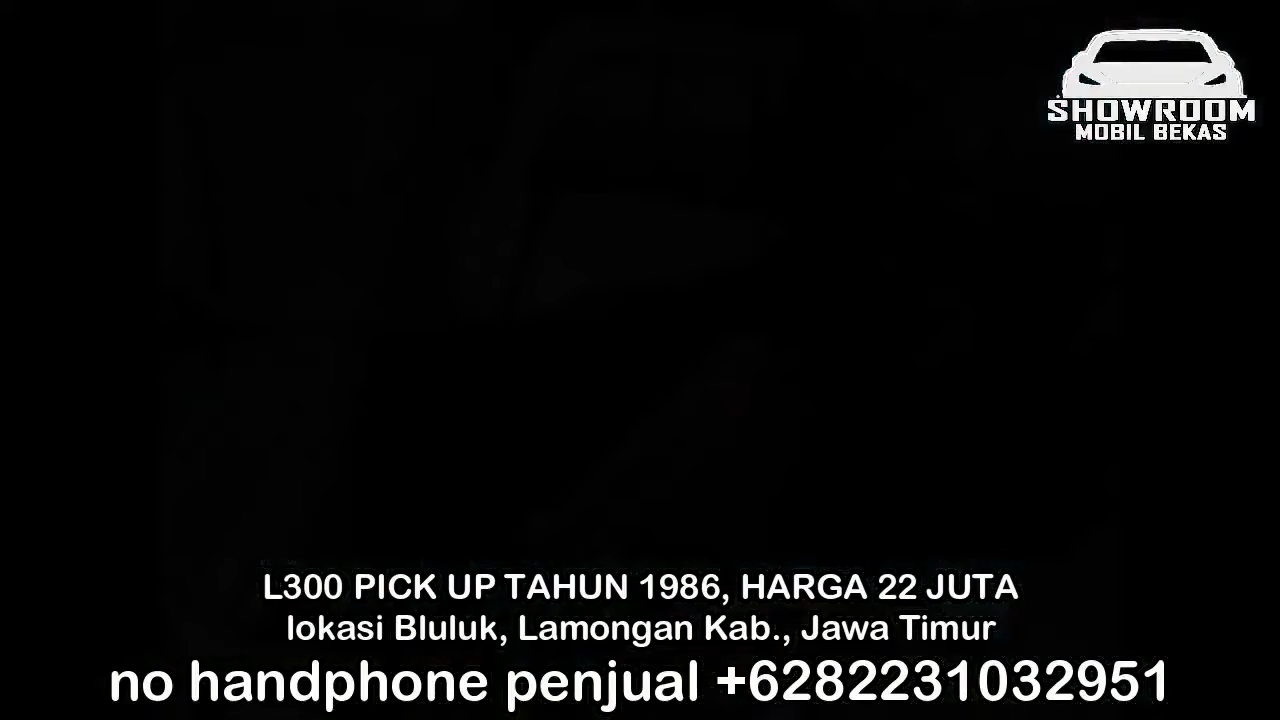 SHOWROOM
MOBIL BEKAS
L300 PICK UP TAHUN 1986, HARGA 22 JUTA
lokasi Bluluk, Lamongan Kab., Jawa Timur
no handphone penjual +6282231032951